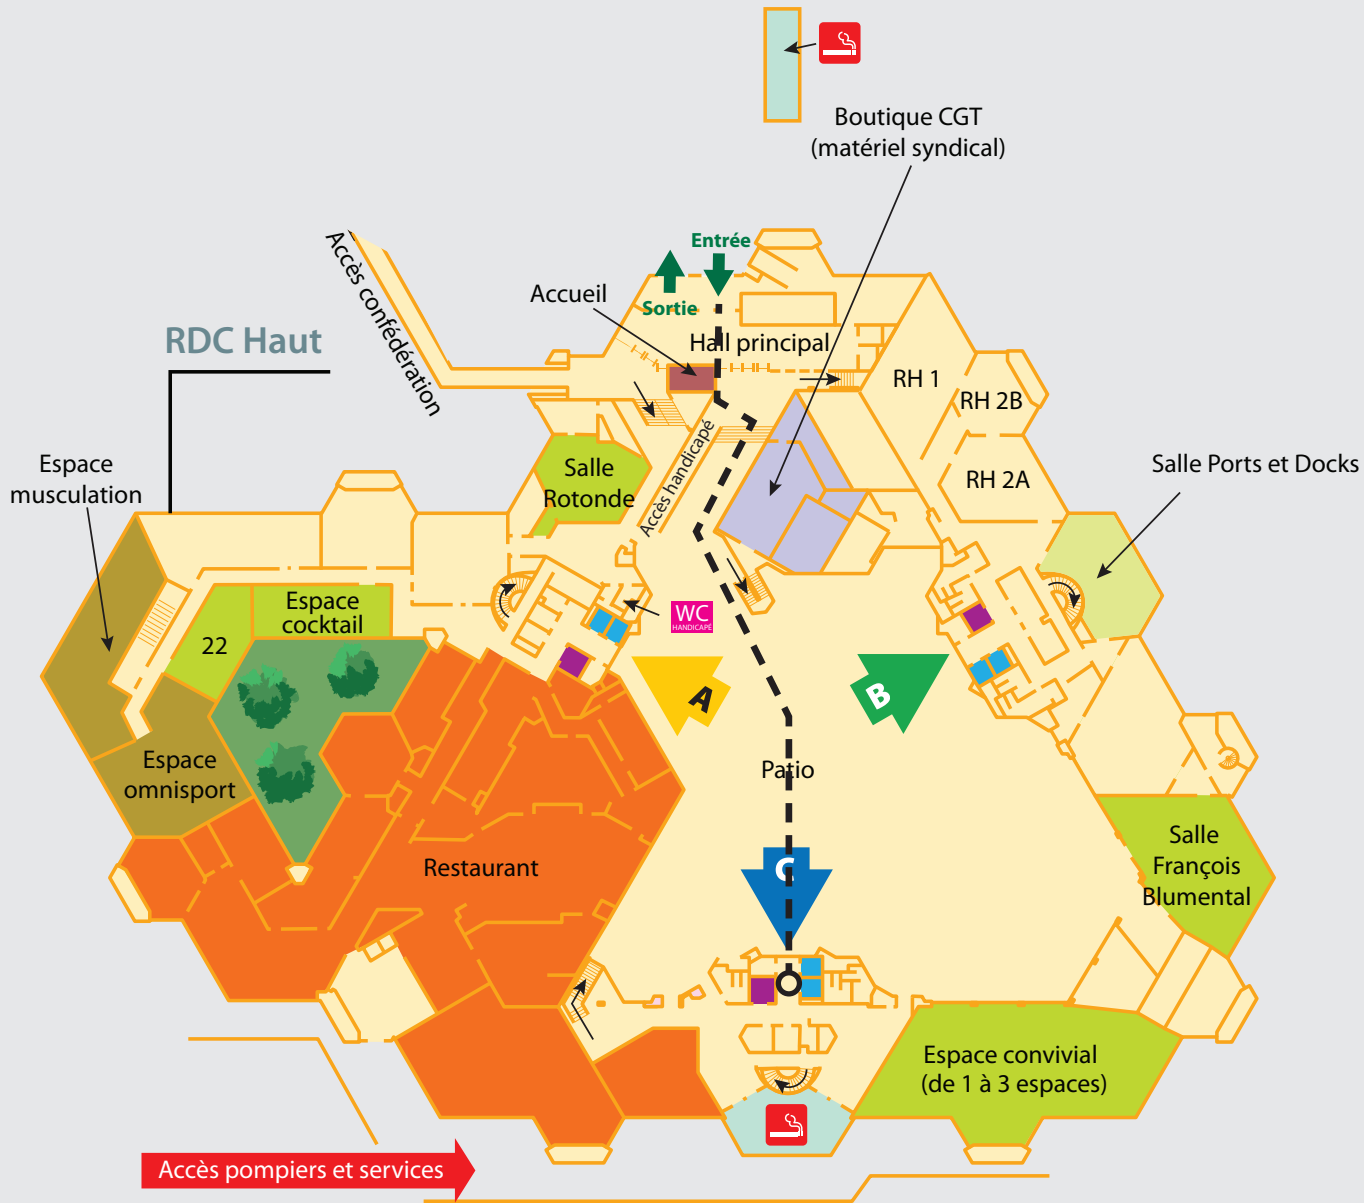 Boutique CGT
(matériel syndical)
Entrée
Sortie
Accès confédération
Accueil
Hall principal
RDC Haut
RH 1
RH 2B
RH 2A
Accès handicapé
Salle
Rotonde
Espace
musculation
Salle Ports et Docks
Espace
cocktail
22
WC
HANDICAPÉ
A
B
Patio
Espace
omnisport
Restaurant
C
Salle
François
Blumental
Espace convivial
(de 1 à 3 espaces)
Accès pompiers et services